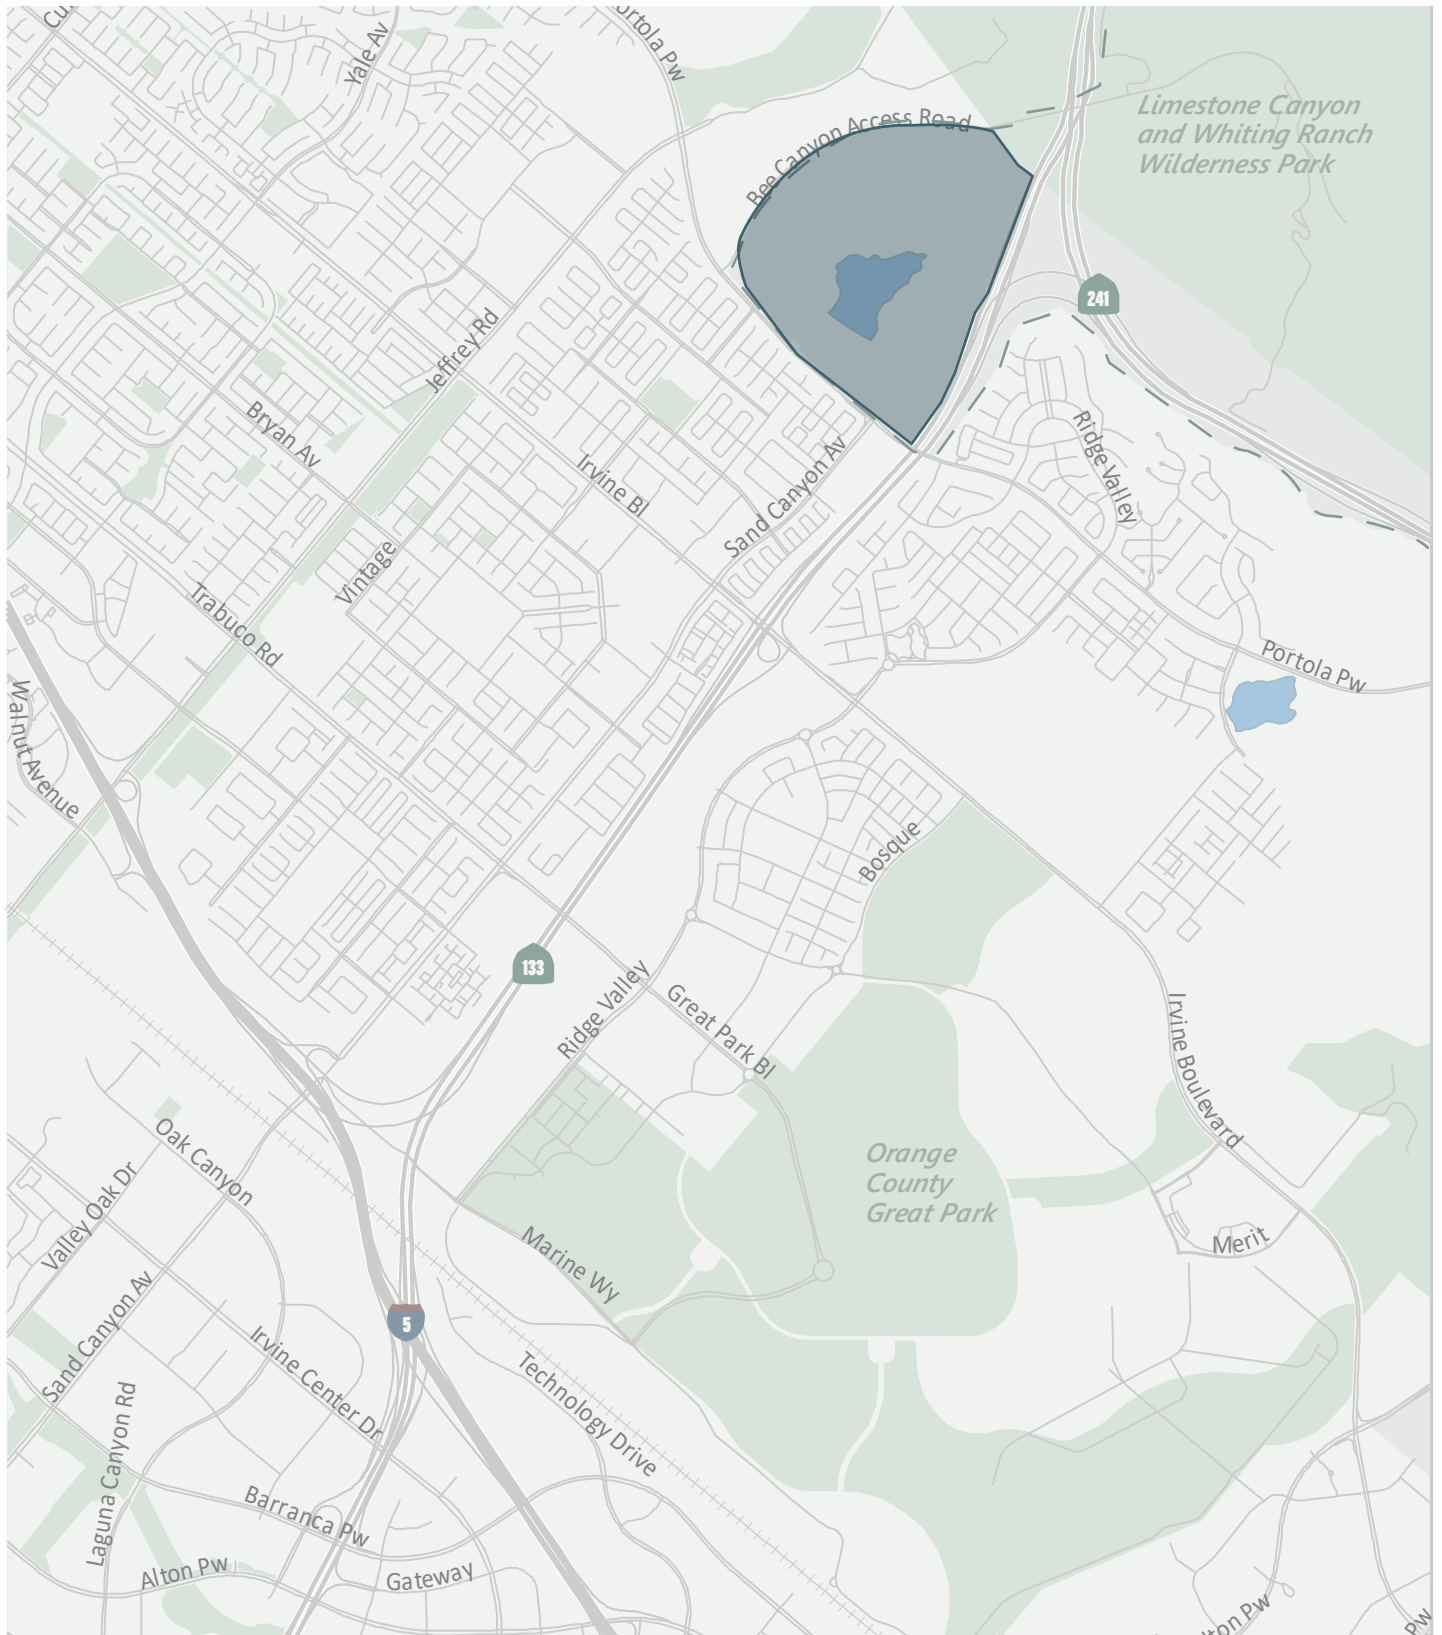 Yale Av
Portola Pw
Bee Canyon Access Road
Limestone Canyon
and Whiting Ranch
Wilderness Park
241
Jeffrey Rd
Bryan Av
Irvine Bl
Sand Canyon Av
Ridge Valley
Vintage
Trabuco Rd
Portola Pw
Walnut Avenue
Bosque
133
Ridge Valley
Great Park Bl
Irvine Boulevard
Oak Canyon
Valley Oak Dr
Orange
County
Great Park
Merit
Marine Wy
Sand Canyon Av
5
Irvine Center Dr
Technology Drive
Laguna Canyon Rd
Barranca Pw
Alton Pw
Gateway
lton Pw
Pw